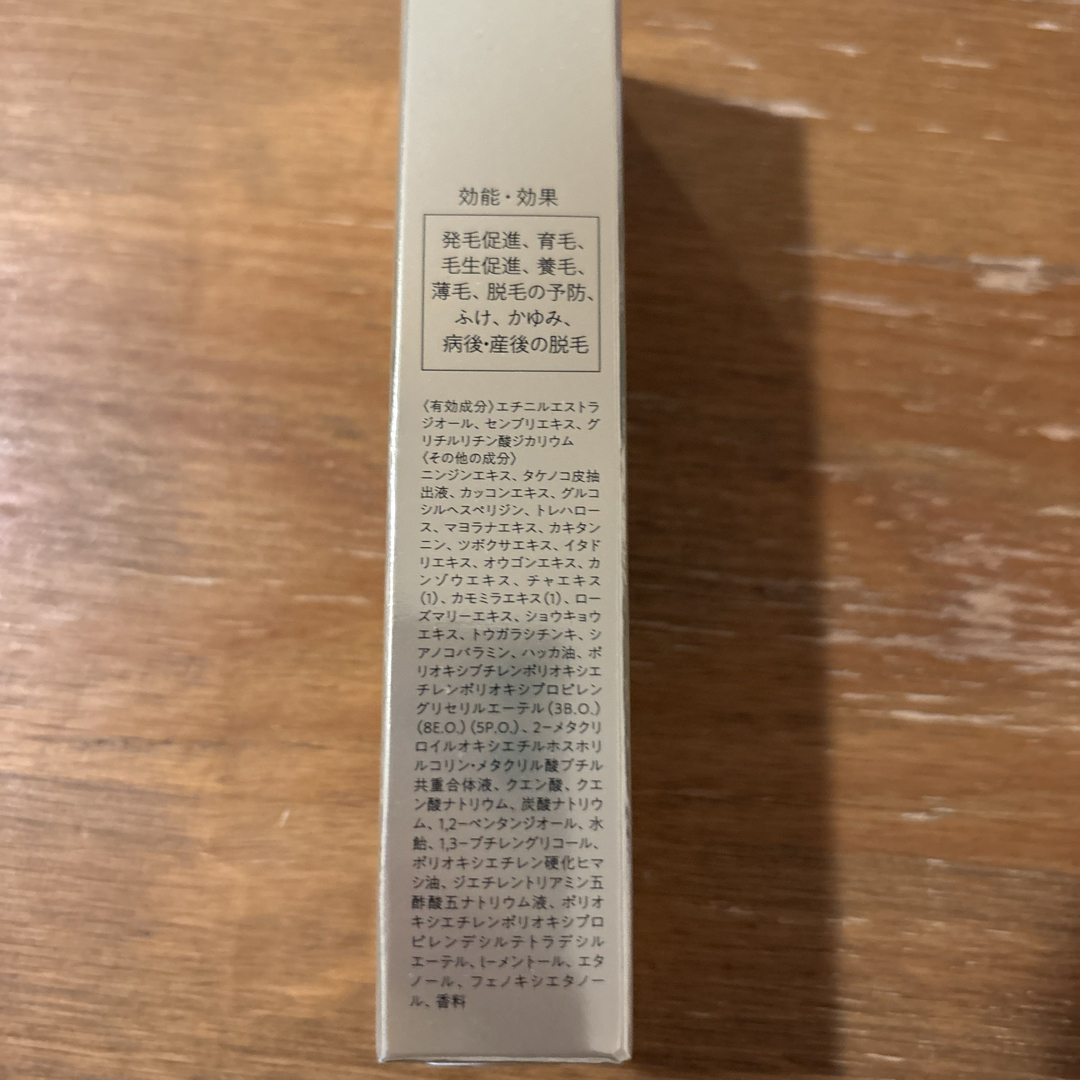 効能・効果
発毛促進、育毛、
毛生促進、養毛、
薄毛、脱毛の予防、
ふけ、かゆみ、
病後・産後の脱毛
〈有効成分〉エチニルエストラ
ジオール、センブリエキス、グ
リチルリチン酸ジカリウム
〈その他の成分〉
ニンジンエキス、タケノコ皮抽
出液、カッコンエキス、グルコ
シルヘスペリジン、トレハロー
ス、マヨラナエキス、カキタン
ニン、ツボクサエキス、イタド
リエキス、オウゴンエキス、カ
ンゾウエキス、チャエキス
(1)、カモミラエキス(1)、ロー
ズマリーエキス、ショウキョウ
エキス、トウガラシチンキ、シ
アノコバラミン、ハッカ油、ポ
リオキシブチレンポリオキシエ
チレンポリオキシプロピレン
グリセリルエーテル(3B.O.)
(8E.O.)(5P.O.)、2-メタクリ
ロイルオキシエチルホスホリ
ルコリン・メタクリル酸ブチル
共重合体液、クエン酸、クエ
ン酸ナトリウム、炭酸ナトリウ
ム、1,2-ペンタンジオール、水
飴、1,3-ブチレングリコール、
ポリオキシエチレン硬化ヒマ
シ油、ジエチレントリアミン五
酢酸五ナトリウム液、ポリオ
キシエチレンポリオキシプロ
ピレンデシルテトラデシル
エーテル、l-メントール、エタ
ノール、フェノキシエタノー
ル、香料